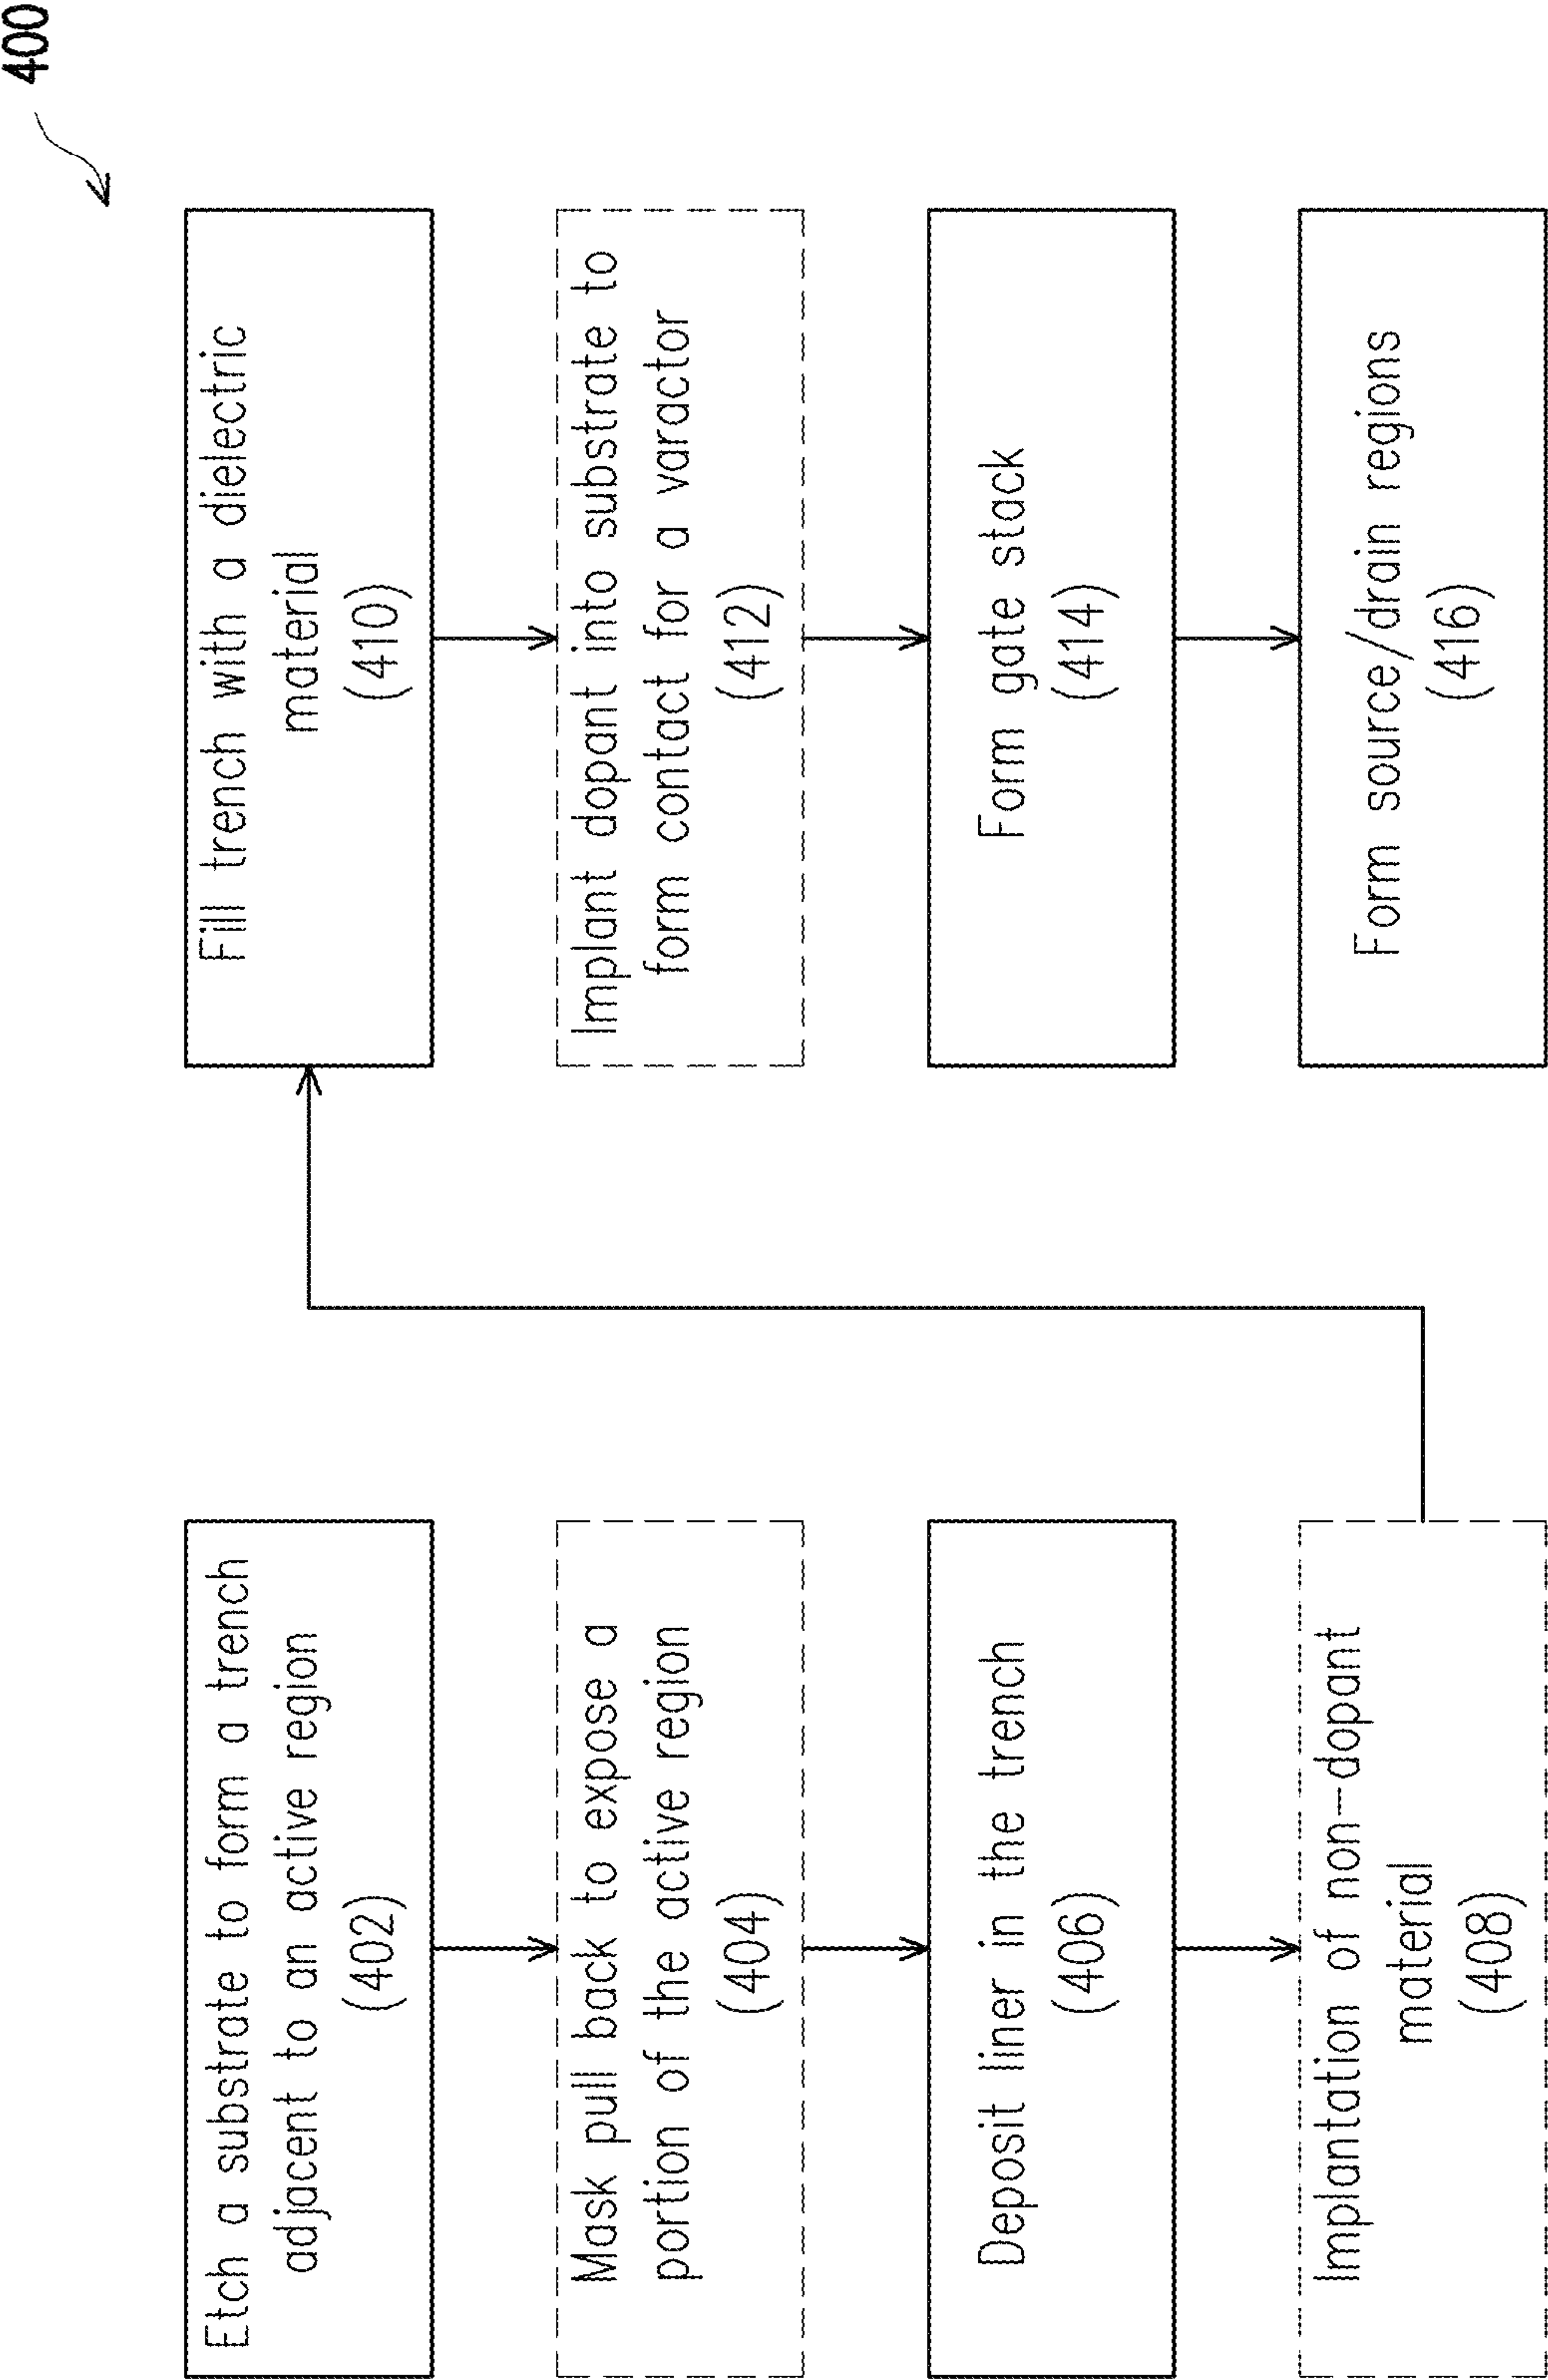 400
Etch a substrate to form a trench
adjacent to an active region
(402)
Mask pull back to expose a
portion of the active region
(404)
Deposit liner in the trench
(406)
Implantation of non-dopant
material
(408)
Fill trench with a dielectric
material
(410)
Implant dopant into substrate to
form contact for a varactor
(412)
Form gate stack
(414)
Form source/drain regions
(416)